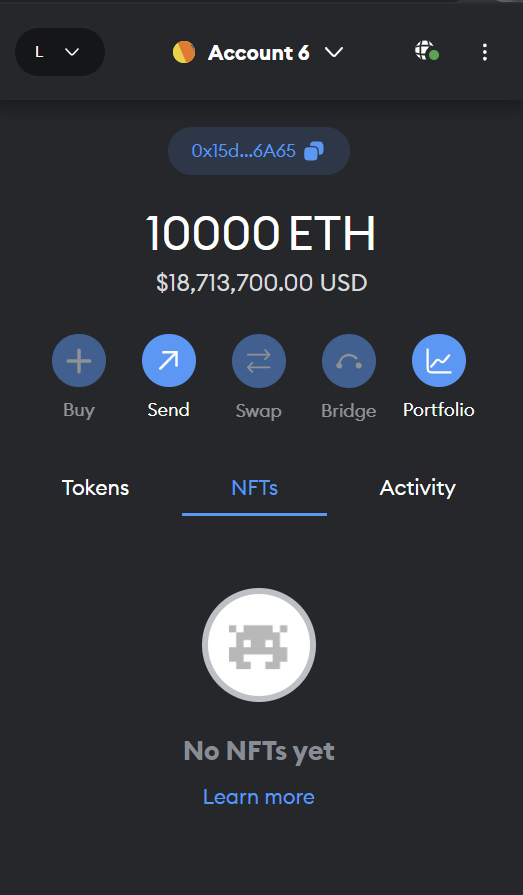 L
Account 6
0x15d...6A65
10000 ETH
$18,713,700.00 USD
Buy
Send
Swap
Bridge
Portfolio
Tokens
NFTs
Activity
No NFTs yet
Learn more